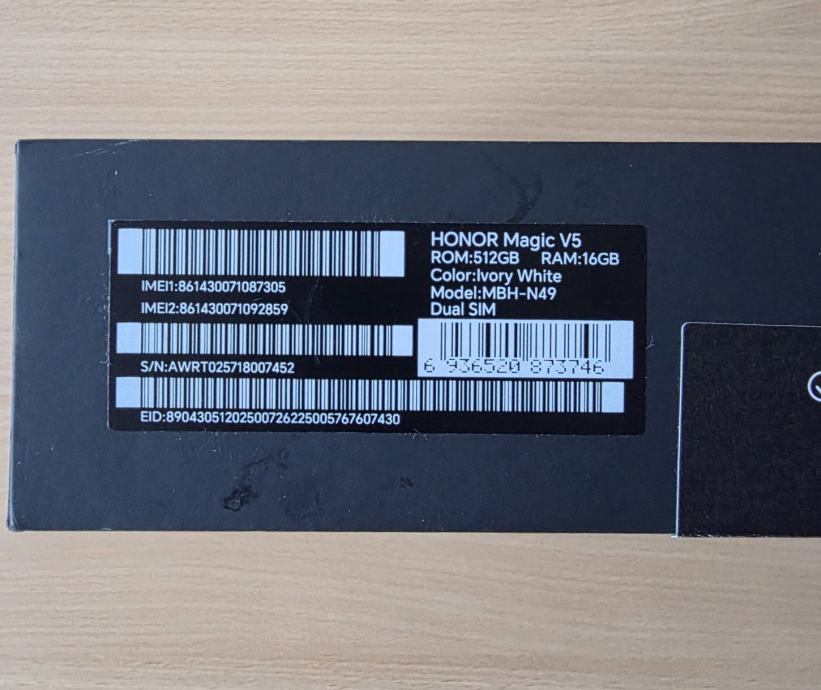 IMEI1:861430071087305
IMEI2:861430071092859
S/N:AWRT025718007452
EID:89043051202500726225005767607430
HONOR Magic V5
ROM:512GB RAM:16GB
Color:Ivory White
Model:MBH-N49
Dual SIM
6 936520 873746